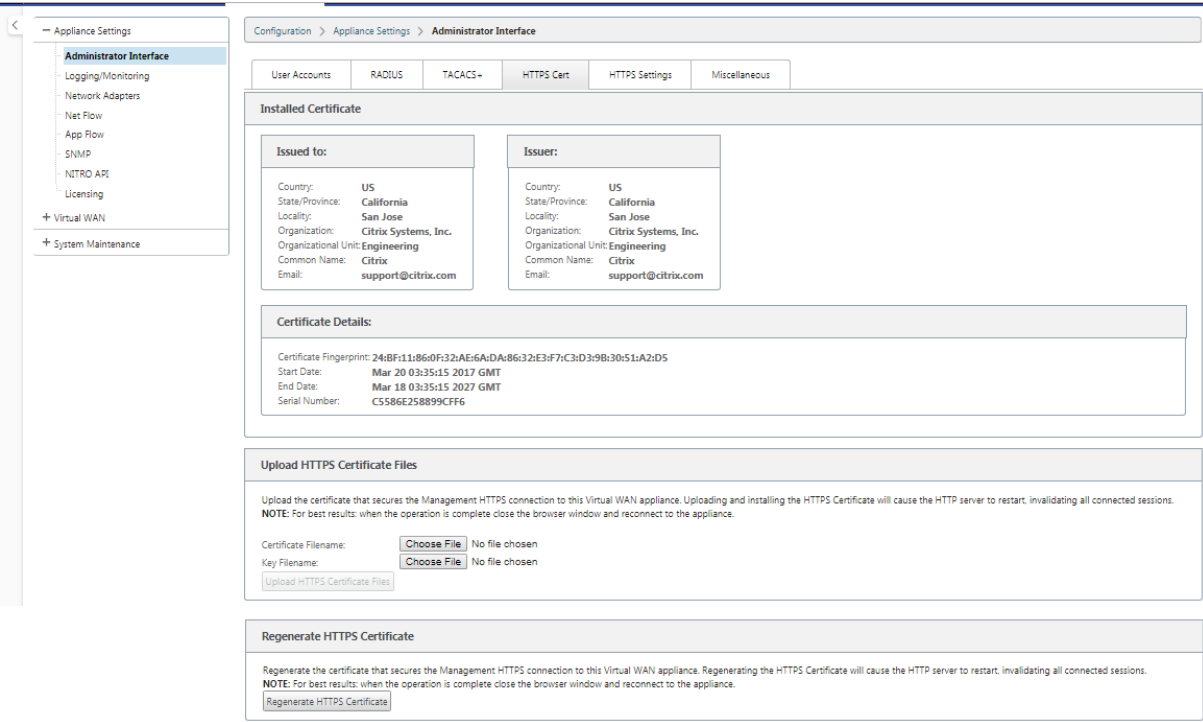 Appliance Settings
Administrator Interface
Logging/Monitoring
Network Adapters
Net Flow
App Flow
SNMP
NITRO API
Licensing
+ Virtual WAN
+ System Maintenance
Configuration > Appliance Settings > Administrator Interface
User Accounts RADIUS TACACS+ HTTPS Cert HTTPS Settings Miscellaneous
Installed Certificate
Issued to:
Country: US
State/Province: California
Locality: San Jose
Organization: Citrix Systems, Inc.
Organizational Unit: Engineering
Common Name: Citrix
Email: support@citrix.com
Issuer:
Country: US
State/Province: California
Locality: San Jose
Organization: Citrix Systems, Inc.
Organizational Unit: Engineering
Common Name: Citrix
Email: support@citrix.com
Certificate Details:
Certificate Fingerprint: 24:BF:11:86:0F:32:AE:6A:DA:86:32:E3:F7:C3:D3:9B:30:51:A2:D5
Start Date: Mar 20 03:35:15 2017 GMT
End Date: Mar 18 03:35:15 2027 GMT
Serial Number: C5586E258899CFF6
Upload HTTPS Certificate Files
Upload the certificate that secures the Management HTTPS connection to this Virtual WAN appliance. Uploading and installing the HTTPS Certificate will cause the HTTP server to restart, invalidating all connected sessions.
NOTE: For best results: when the operation is complete close the browser window and reconnect to the appliance.
Certificate Filename: Choose File No file chosen
Key Filename: Choose File No file chosen
Upload HTTPS Certificate Files
Regenerate HTTPS Certificate
Regenerate the certificate that secures the Management HTTPS connection to this Virtual WAN appliance. Regenerating the HTTPS Certificate will cause the HTTP server to restart, invalidating all connected sessions.
NOTE: For best results: when the operation is complete close the browser window and reconnect to the appliance.
Regenerate HTTPS Certificate